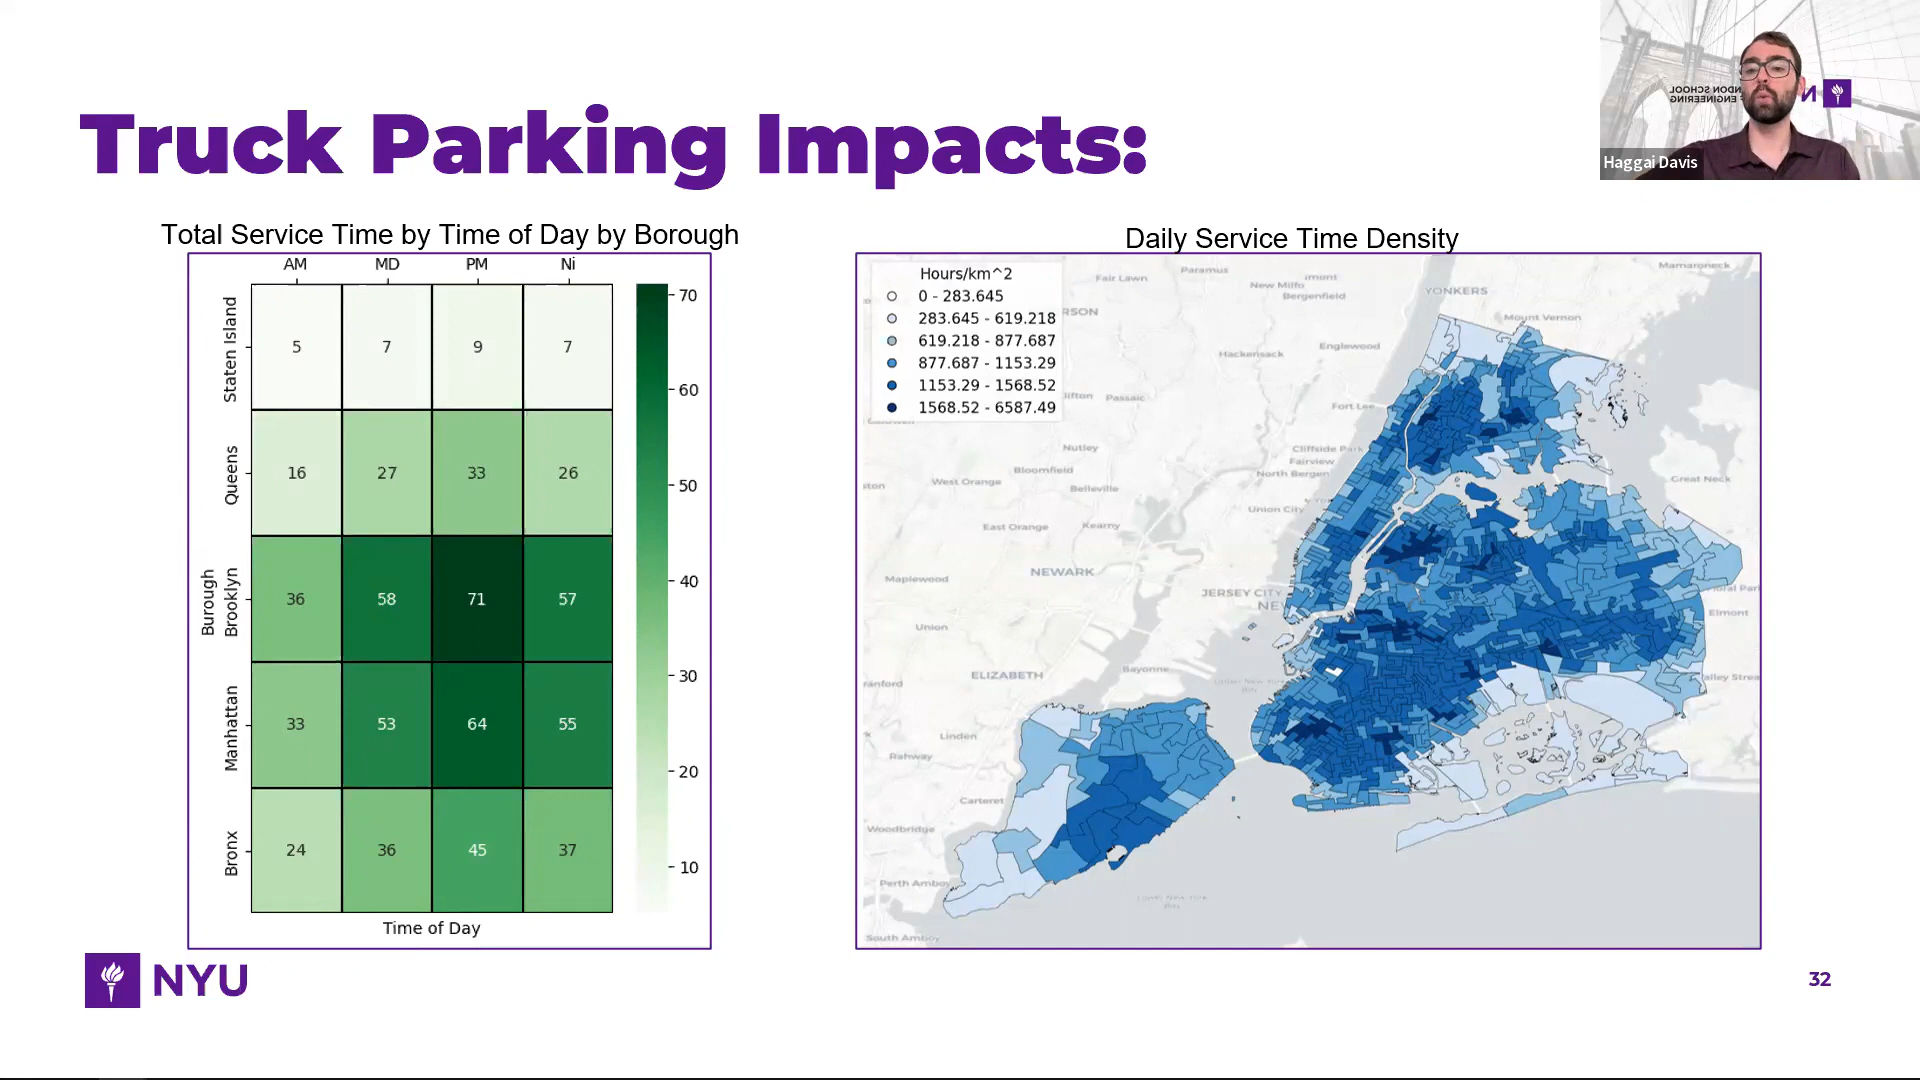 Truck Parking Impacts:
Haggai Davis
Total Service Time by Time of Day by Borough
AM MD PM Ni
Staten Island
5 7 9 7
Queens
16 27 33 26
Borough
Brooklyn
36 58 71 57
Manhattan
33 53 64 55
Bronx
24 36 45 37
Time of Day
70
60
50
40
30
20
10
Daily Service Time Density
Hours/km^2
0 - 283.645
283.645 - 619.218
619.218 - 877.687
877.687 - 1153.29
1153.29 - 1568.52
1568.52 - 6587.49
Fair Lawn
Paramus
New Milfo
Bergenfield
Mamaroneck
YONKERS
RSON
Mount Vernon
Hackensack
Englewood
Passaic
Fort Lee
Nutley
Cliffside Park
Fairview
Bloomfield
North Bergen
West Orange
Belleville
Great Neck
Union City
East Orange
Kearny
NEWARK
Maplewood
JERSEY CITY
NE
Elmont
Union
Bayonne
ELIZABETH
Linden
Rahway
Carteret
Woodbridge
Perth Amboy
South Amboy
NYU
32